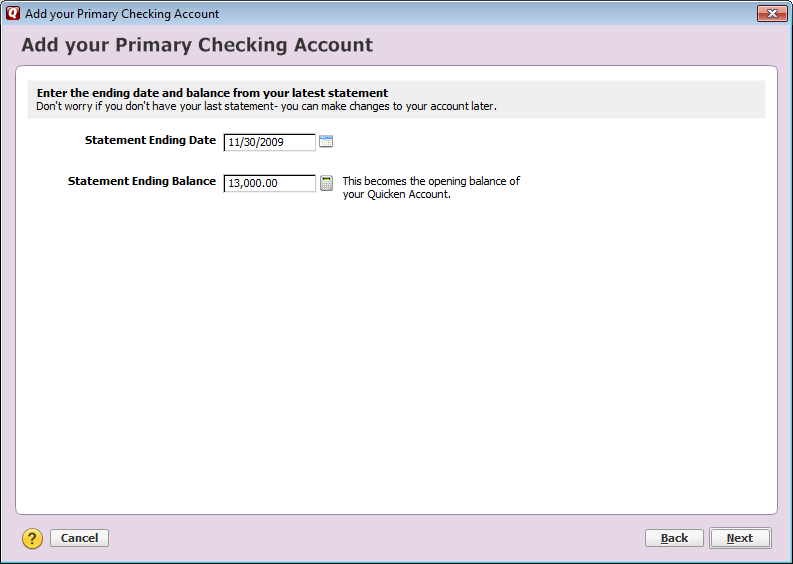 Add your Primary Checking Account
Add your Primary Checking Account
Enter the ending date and balance from your latest statement
Don't worry if you don't have your last statement- you can make changes to your account later.
Statement Ending Date 11/30/2009
Statement Ending Balance 13,000.00 This becomes the opening balance of
your Quicken Account.
? Cancel Back Next